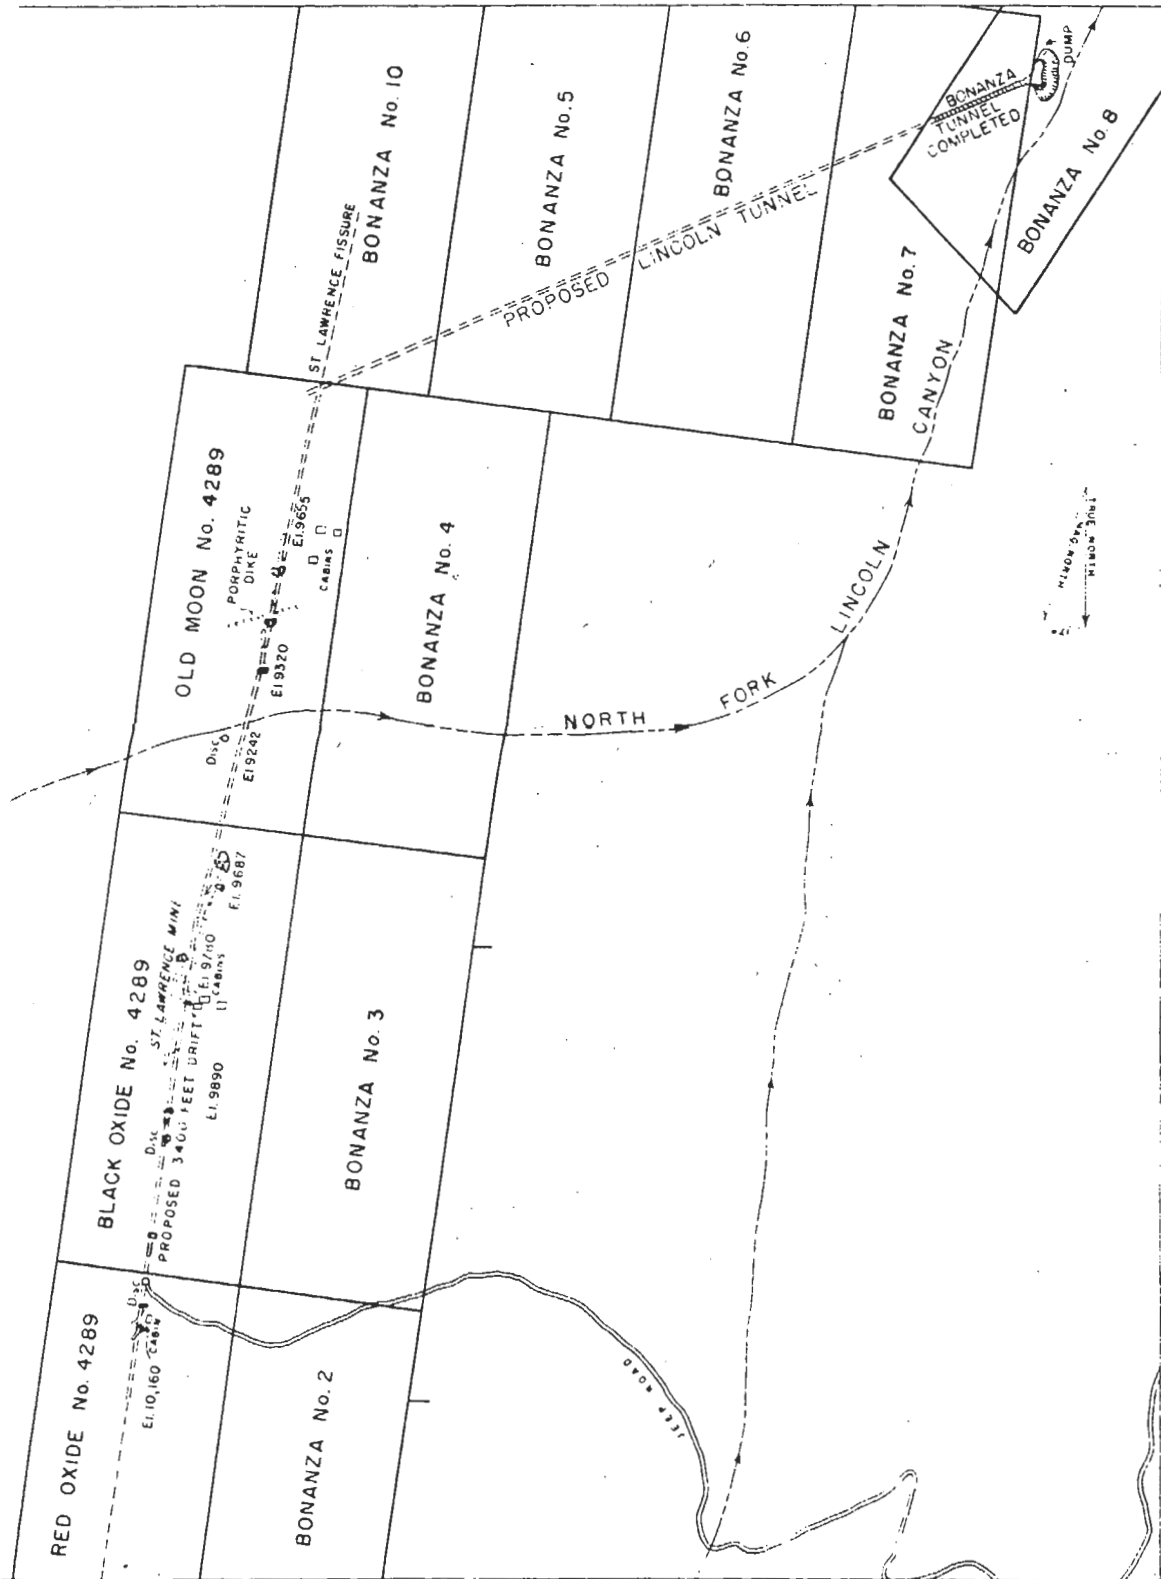 BONANZA No. 10
BONANZA No. 5
BONANZA No. 6
BONANZA
TUNNEL
COMPLETED
DUMP
BONANZA No. 8
ST. LAWRENCE FISSURE
PROPOSED LINCOLN TUNNEL
BONANZA No. 7
CANYON
OLD MOON No. 4289
PORPHYRITIC
DIKE
El.9655
CABINS
BONANZA No. 4
El 9320
Disc
El 9242
NORTH
FORK
LINCOLN
TRUE NORTH
MAG. NORTH
BLACK OXIDE No. 4289
ST. LAWRENCE MINE
El. 9687
CABINS
Disc
PROPOSED 3400 FEET DRIFT
El. 9890
BONANZA No. 3
RED OXIDE No. 4289
Disc
El. 10,160
CABIN
BONANZA No. 2
JEEP ROAD